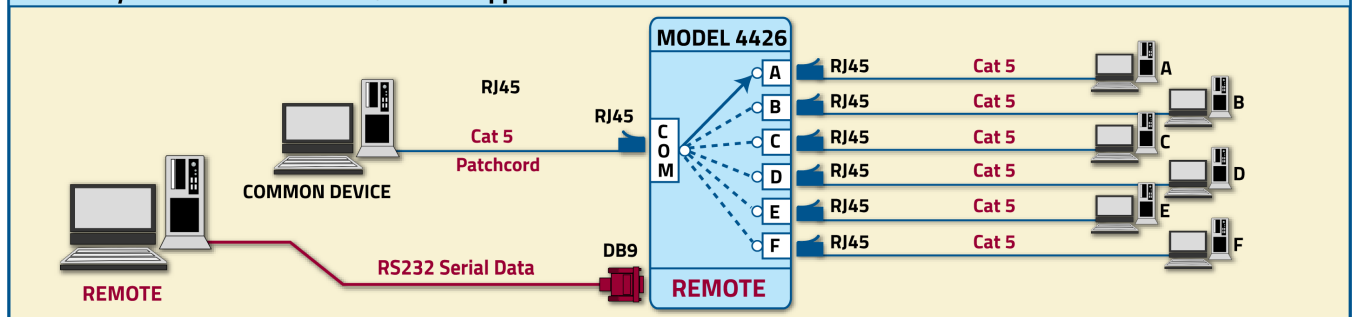 MODEL 4426
RJ45
RJ45
Cat 5
Patchcord
COMMON DEVICE
COM
A
RJ45
Cat 5
A
B
RJ45
Cat 5
B
C
RJ45
Cat 5
C
D
RJ45
Cat 5
D
E
RJ45
Cat 5
E
F
RJ45
Cat 5
F
DB9
RS232 Serial Data
REMOTE
REMOTE